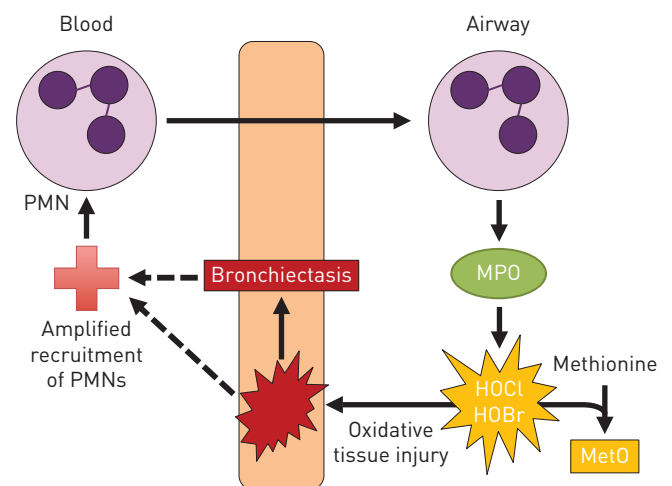 Blood
Airway
PMN
Bronchiectasis
MPO
Amplified
recruitment
of PMNs
HOCl
HOBr
Methionine
Oxidative
tissue injury
MetO